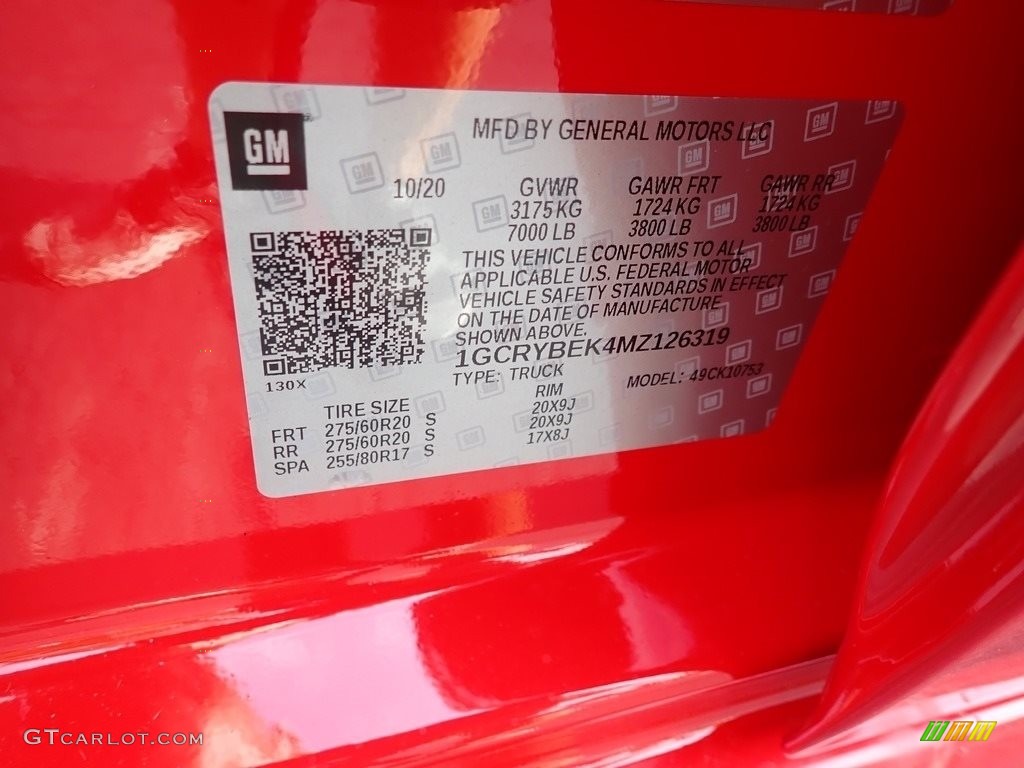 GM
MFD BY GENERAL MOTORS LLC
10/20 GVWR GAWR FRT GAWR RR
3175 KG 1724 KG 1724 KG
7000 LB 3800 LB 3800 LB
THIS VEHICLE CONFORMS TO ALL
APPLICABLE U.S. FEDERAL MOTOR
VEHICLE SAFETY STANDARDS IN EFFECT
ON THE DATE OF MANUFACTURE
SHOWN ABOVE.
1GCRYBEK4MZ126319
130X
TYPE: TRUCK MODEL: 49CK10753
TIRE SIZE RIM
FRT 275/60R20 S 20X9J
RR 275/60R20 S 20X9J
SPA 255/80R17 S 17X8J
GTCARLOT.COM